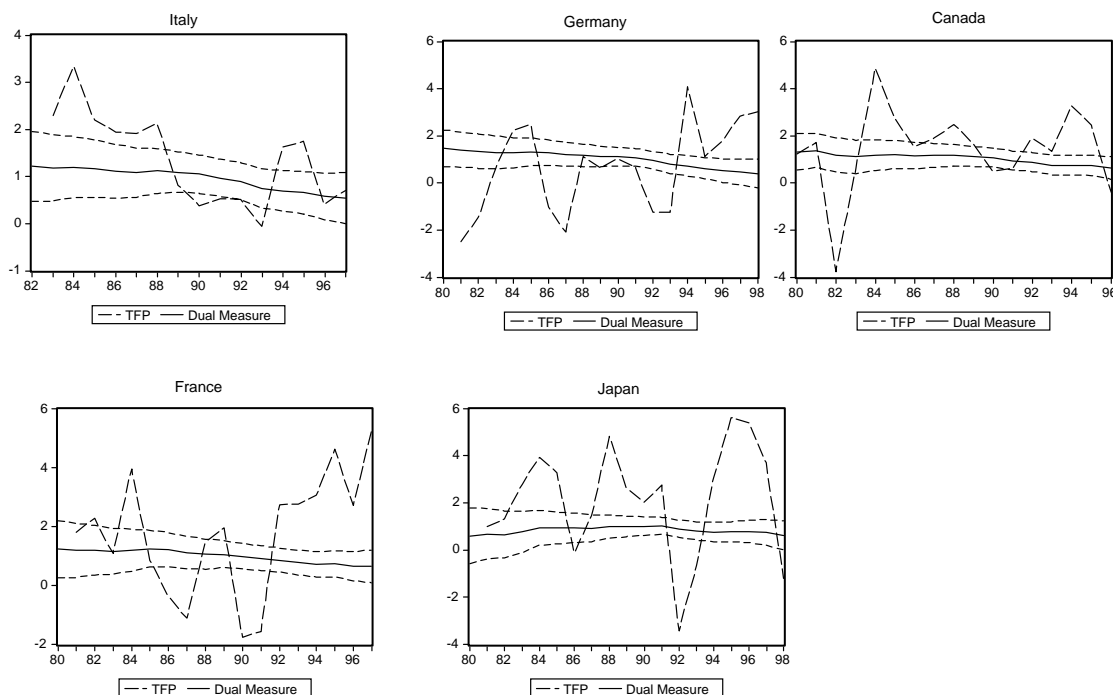 Italy
4
3
2
1
0
-1
82 84 86 88 90 92 94 96
TFP Dual Measure
Germany
6
4
2
0
-2
-4
80 82 84 86 88 90 92 94 96 98
TFP Dual Measure
Canada
6
4
2
0
-2
-4
80 82 84 86 88 90 92 94 96
TFP Dual Measure
France
6
4
2
0
-2
80 82 84 86 88 90 92 94 96
TFP Dual Measure
Japan
6
4
2
0
-2
-4
80 82 84 86 88 90 92 94 96 98
TFP Dual Measure